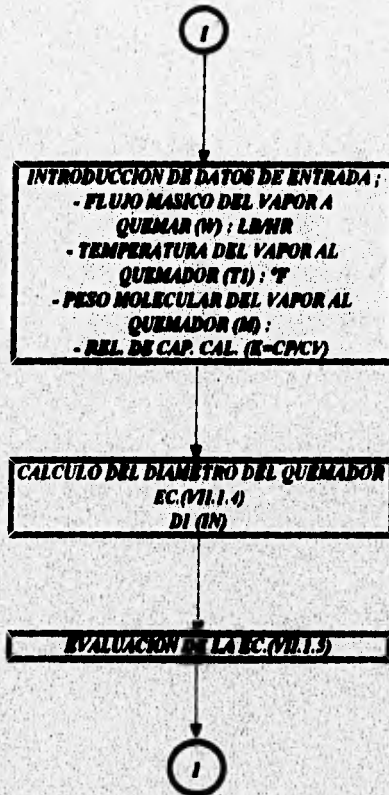 1
INTRODUCCION DE DATOS DE ENTRADA ;
- FLUJO MASICO DEL VAPOR A
QUEMAR (W) : LB/HR
- TEMPERATURA DEL VAPOR AL
QUEMADOR (T1) : °F
- PESO MOLECULAR DEL VAPOR AL
QUEMADOR (M) :
- REL. DE CAP. CAL. (K=CP/CV)
CALCULO DEL DIAMETRO DEL QUEMADOR
EC.(VII.1.4)
D1 (IN)
EVALUACION DE LA EC.(VII.1.5)
1